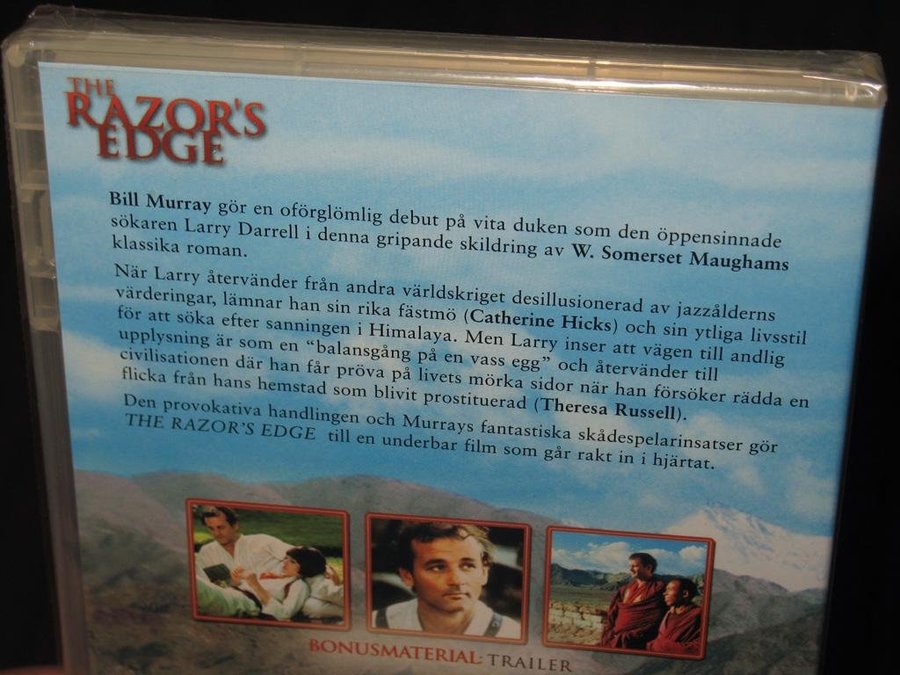 THE
RAZOR'S
EDGE
Bill Murray gör en oförglömlig debut på vita duken som den öppensinnade
sökaren Larry Darrell i denna gripande skildring av W. Somerset Maughams
klassika roman.
När Larry återvänder från andra världskriget desillusionerad av jazzålderns
värderingar, lämnar han sin rika fästmö (Catherine Hicks) och sin ytliga livsstil
för att söka efter sanningen i Himalaya. Men Larry inser att vägen till andlig
upplysning är som en “balansgång på en vass egg” och återvänder till
civilisationen där han får pröva på livets mörka sidor när han försöker rädda en
flicka från hans hemstad som blivit prostituerad (Theresa Russell).
Den provokativa handlingen och Murrays fantastiska skådespelarinsatser gör
THE RAZOR'S EDGE till en underbar film som går rakt in i hjärtat.
BONUSMATERIAL: TRAILER